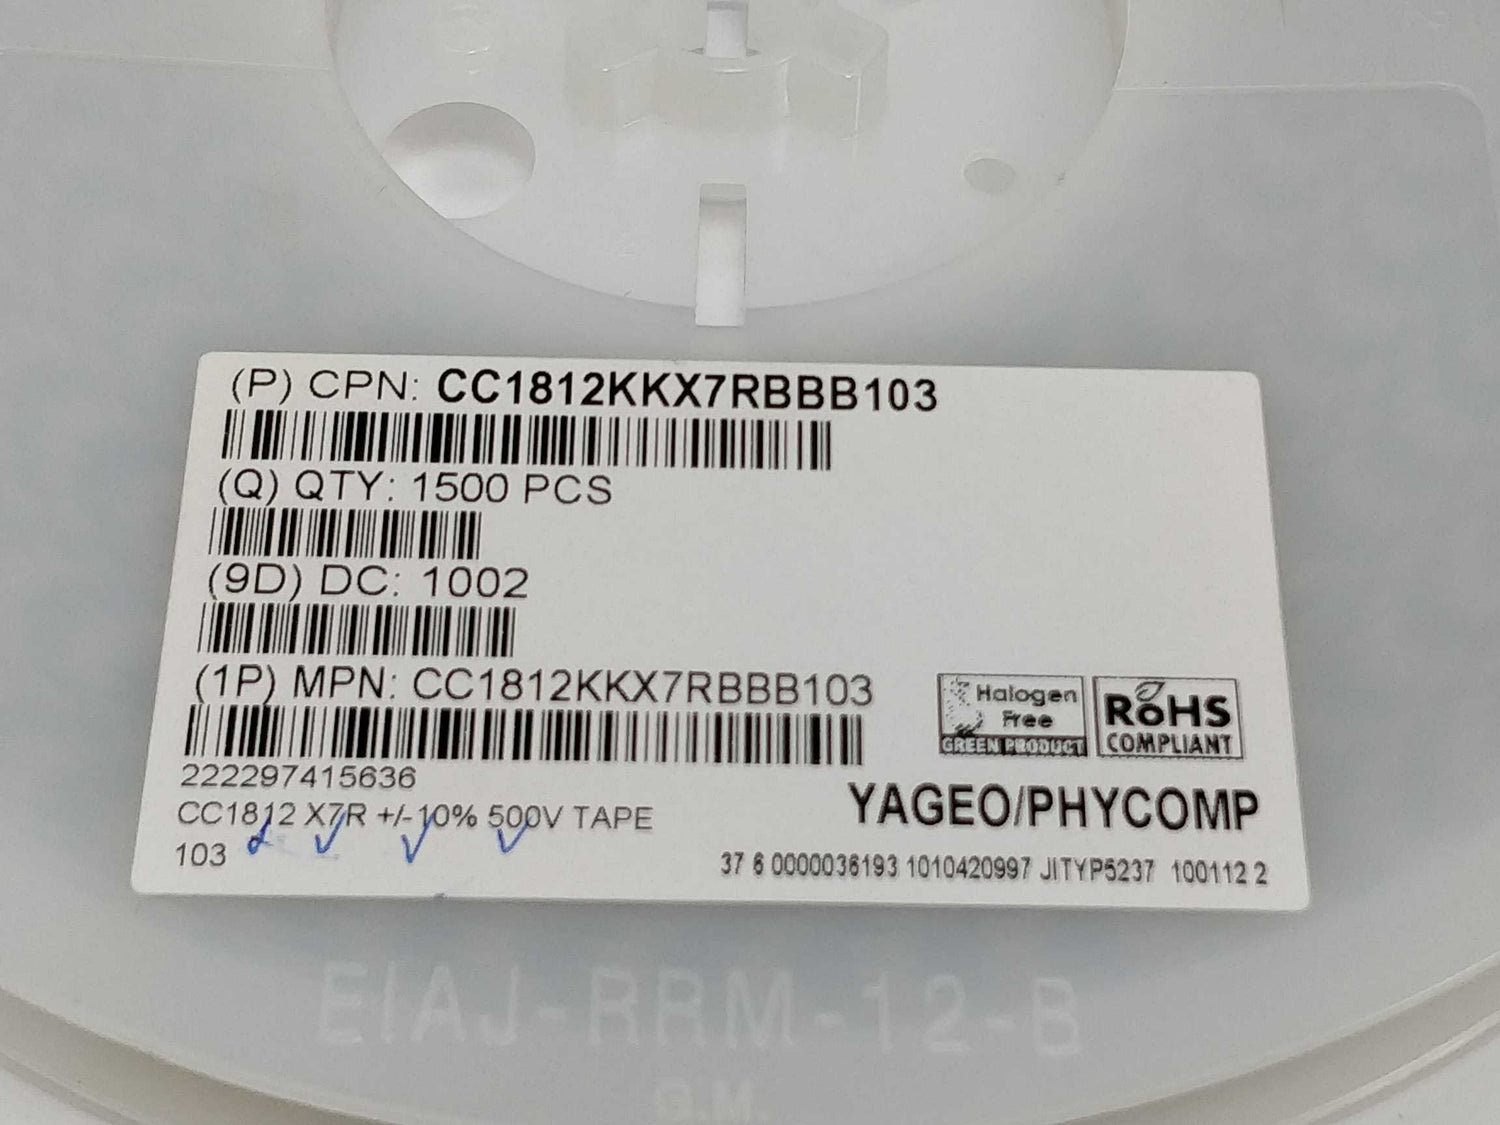 (P) CPN: CC1812KKX7RBBB103
(Q) QTY: 1500 PCS
(9D) DC: 1002
(1P) MPN: CC1812KKX7RBBB103
222297415636
CC1812 X7R +/-10% 500V TAPE
103
Halogen
Free
GREEN PRODUCT
RoHS
COMPLIANT
YAGEO/PHYCOMP
37 6 0000036193 1010420997 JITYP5237 100112 2
EIAJ-RRM-12-B
G.M.